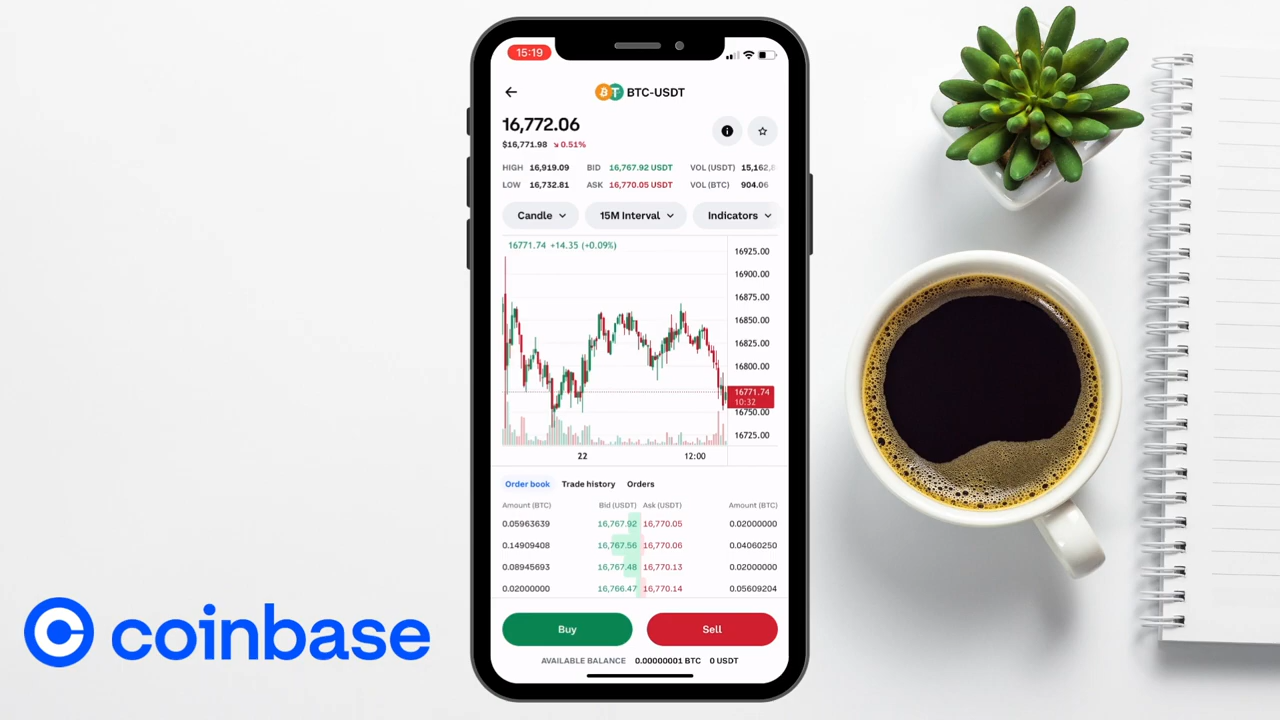 15:19
BTC-USDT
16,772.06
$16,771.98 ↘ 0.51%
HIGH 16,919.09 BID 16,767.92 USDT VOL (USDT) 15,162,8
LOW 16,732.81 ASK 16,770.05 USDT VOL (BTC) 904.06
Candle 15M Interval Indicators
16771.74 +14.35 (+0.09%)
16925.00
16900.00
16875.00
16850.00
16825.00
16800.00
16771.74
10:32
16750.00
16725.00
22 12:00
Order book Trade history Orders
Amount (BTC) Bid (USDT) Ask (USDT) Amount (BTC)
0.05963639 16,767.92 16,770.05 0.02000000
0.14909408 16,767.56 16,770.06 0.04060250
0.08945693 16,767.48 16,770.13 0.02000000
0.02000000 16,766.47 16,770.14 0.05609204
Buy Sell
AVAILABLE BALANCE 0.00000001 BTC 0 USDT
coinbase